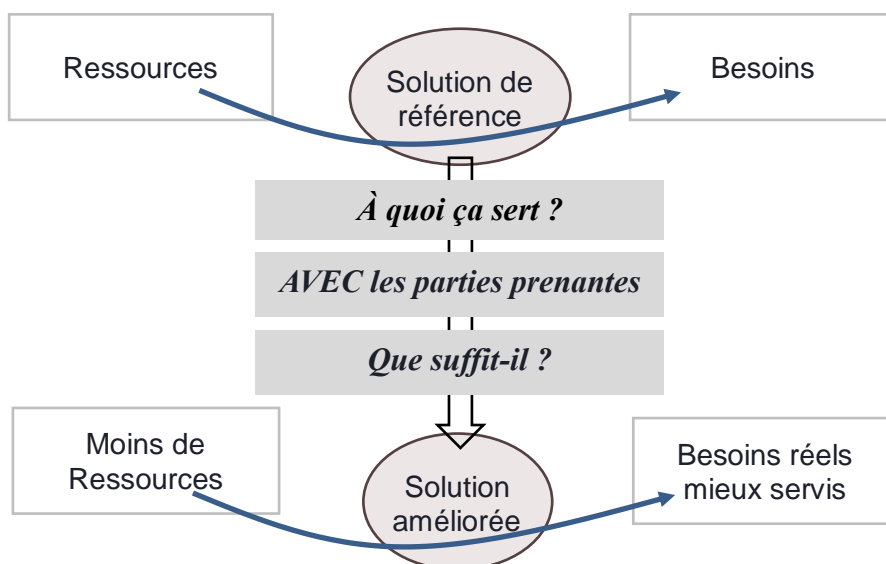 Ressources
Solution de
référence
Besoins
À quoi ça sert ?
AVEC les parties prenantes
Que suffit-il ?
Moins de
Ressources
Solution
améliorée
Besoins réels
mieux servis